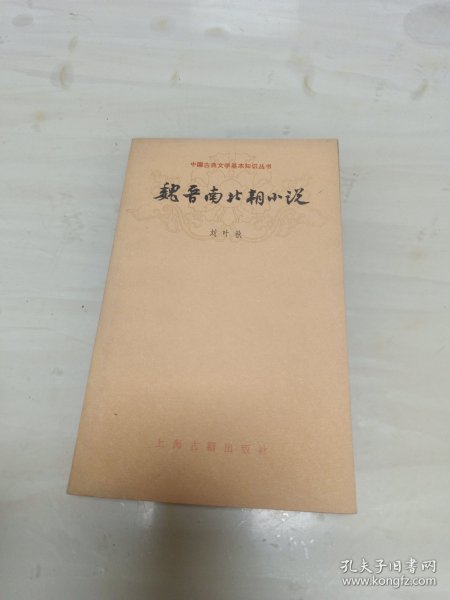 中国古典文学基本知识丛书
魏晋南北朝小说
刘叶秋
上海古籍出版社
孔夫子旧书网
www.kongfz.com